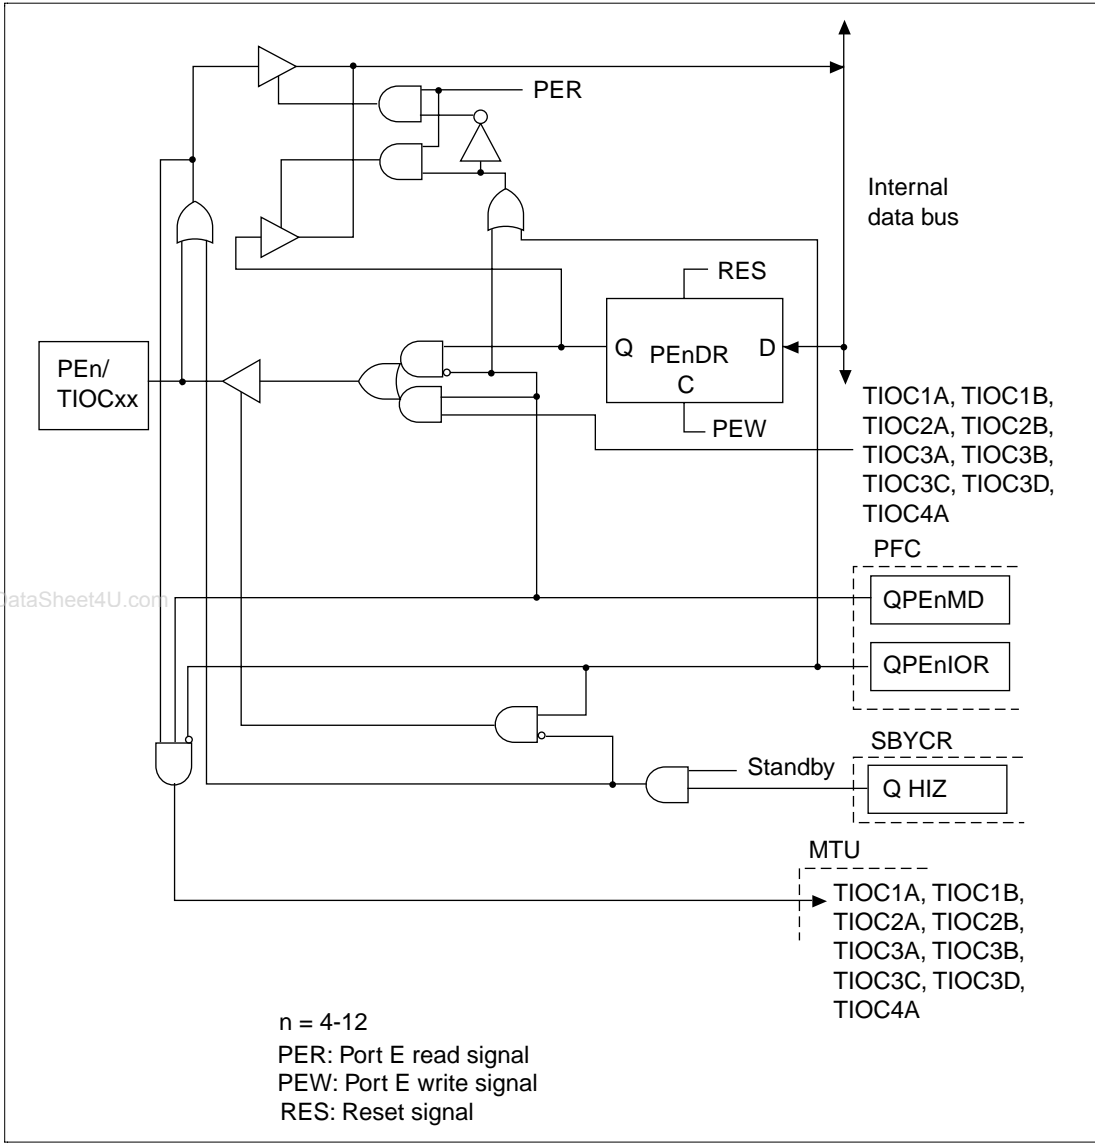 PER
Internal
data bus
RES
Q
PEnDR
D
C
PEn/
TIOCxx
PEW
TIOC1A, TIOC1B,
TIOC2A, TIOC2B,
TIOC3A, TIOC3B,
TIOC3C, TIOC3D,
TIOC4A
PFC
QPEnMD
DataSheet4U.com
QPEnIOR
SBYCR
Standby
Q HIZ
MTU
TIOC1A, TIOC1B,
TIOC2A, TIOC2B,
TIOC3A, TIOC3B,
TIOC3C, TIOC3D,
TIOC4A
n = 4-12
PER: Port E read signal
PEW: Port E write signal
RES: Reset signal